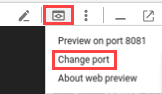 Preview on port 8081
Change port
About web preview